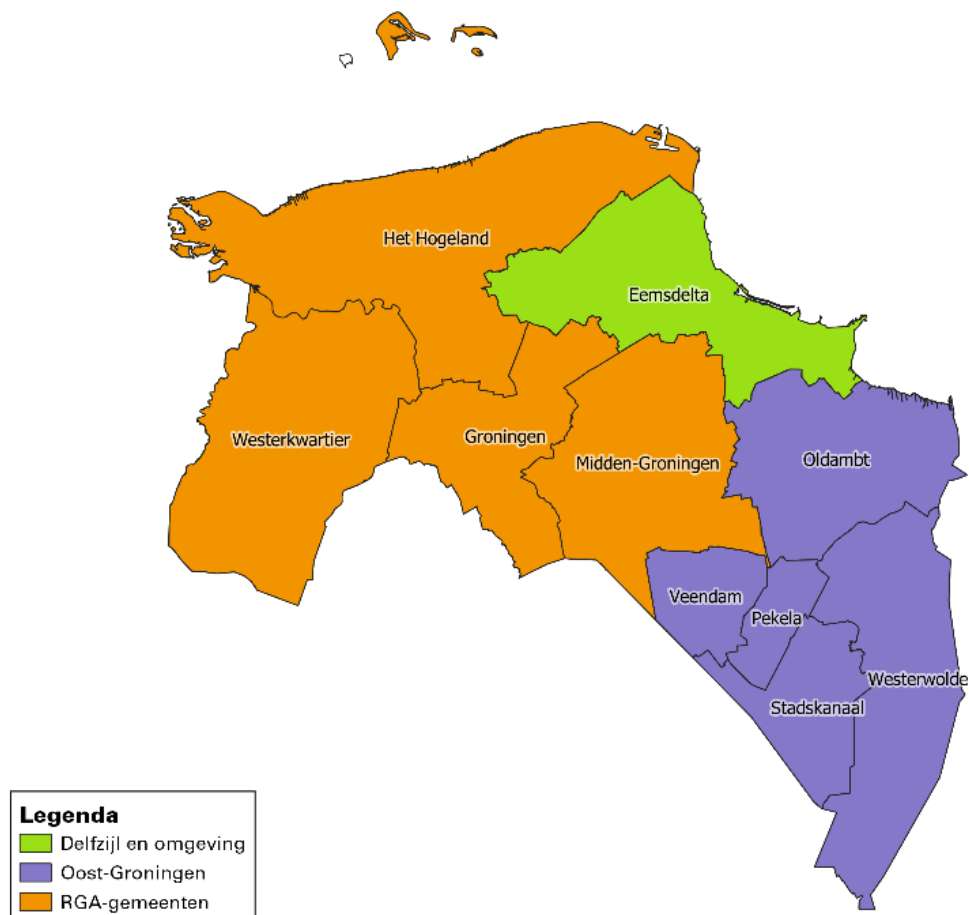 Het Hogeland
Eemsdelta
Westerkwartier
Groningen
Midden-Groningen
Oldambt
Veendam
Pekela
Westerwolde
Stadskanaal
Legenda
Delfzijl en omgeving
Oost-Groningen
RGA-gemeenten